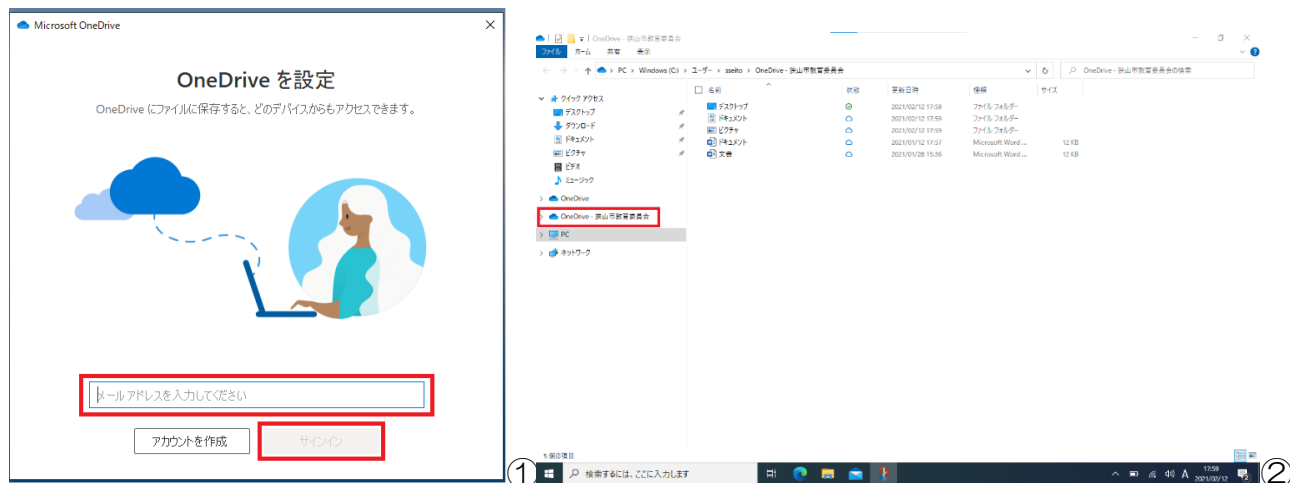 Microsoft OneDrive
OneDrive を設定
OneDrive にファイルに保存すると、どのデバイスからもアクセスできます。
メール アドレスを入力してください
アカウントを作成
サインイン
①
OneDrive - 狭山市教育委員会
ファイル ホーム 共有 表示
PC › Windows (C:) › ユーザー › sseito › OneDrive - 狭山市教育委員会
OneDrive - 狭山市教育委員会の検索
名前 状態 更新日時 種類 サイズ
クイック アクセス
デスクトップ
ダウンロード
ドキュメント
ピクチャ
ビデオ
ミュージック
OneDrive
OneDrive - 狭山市教育委員会
PC
ネットワーク
デスクトップ 2021/02/12 17:59 ファイル フォルダー
ドキュメント 2021/02/12 17:59 ファイル フォルダー
ピクチャ 2021/02/12 17:59 ファイル フォルダー
ドキュメント 2021/02/12 17:57 Microsoft Word ... 12 KB
文書 2021/01/28 15:36 Microsoft Word ... 12 KB
5 個の項目
検索するには、ここに入力します
A
17:59
2021/02/12
2
②